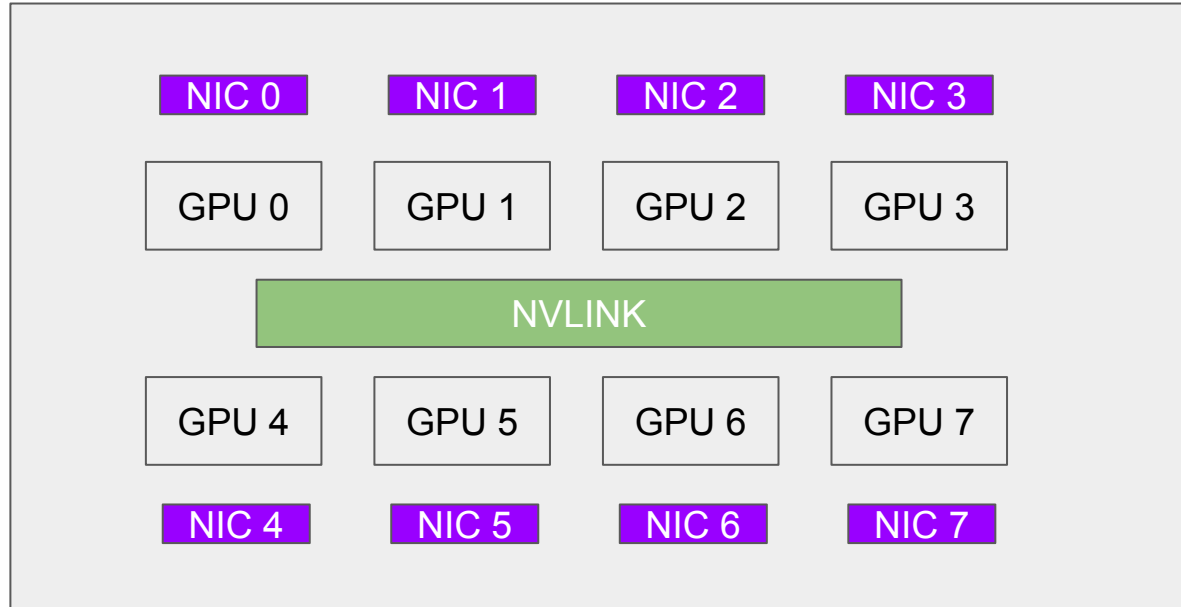 NIC 0
NIC 1
NIC 2
NIC 3
GPU 0
GPU 1
GPU 2
GPU 3
NVLINK
GPU 4
GPU 5
GPU 6
GPU 7
NIC 4
NIC 5
NIC 6
NIC 7